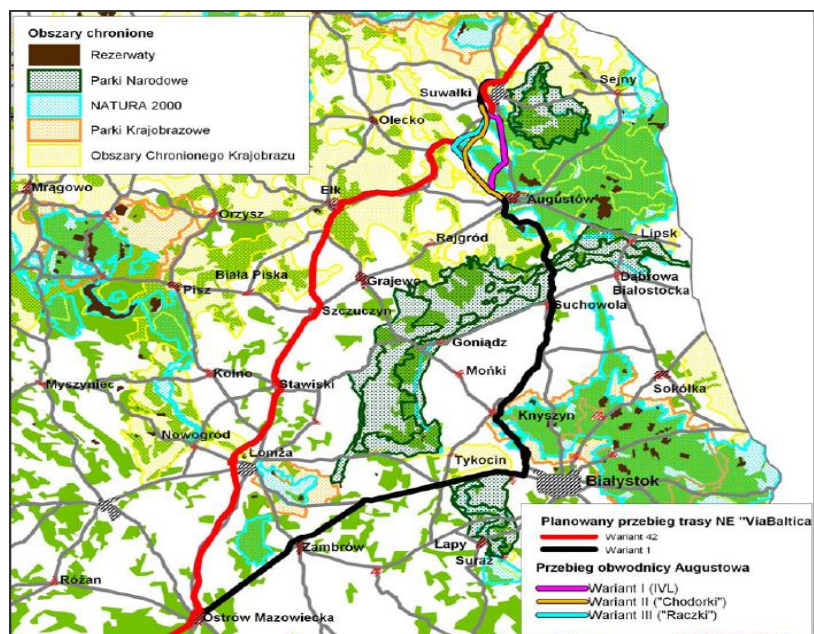 Obszary chronione
Rezerwaty
Parki Narodowe
NATURA 2000
Parki Krajobrazowe
Obszary Chronionego Krajobrazu
Suwałki
Sejny
Olecko
Mrągowo
Ełk
Orzysz
Augustów
Lipsk
Rajgród
Biała Piska
Pisz
Grajewo
Dąbrowa
Białostocka
Suchowola
Szczuczyn
Goniądz
Kolno
Mońki
Myszyniec
Stawiski
Sokółka
Knyszyn
Nowogród
Łomża
Tykocin
Białystok
Zambrów
Łapy
Suraż
Różan
Ostrów Mazowiecka
Planowany przebieg trasy NE "ViaBaltica
Wariant 42
Wariant 1
Przebieg obwodnicy Augustowa
Wariant I (IVL)
Wariant II ("Chodorki")
Wariant III ("Raczki")